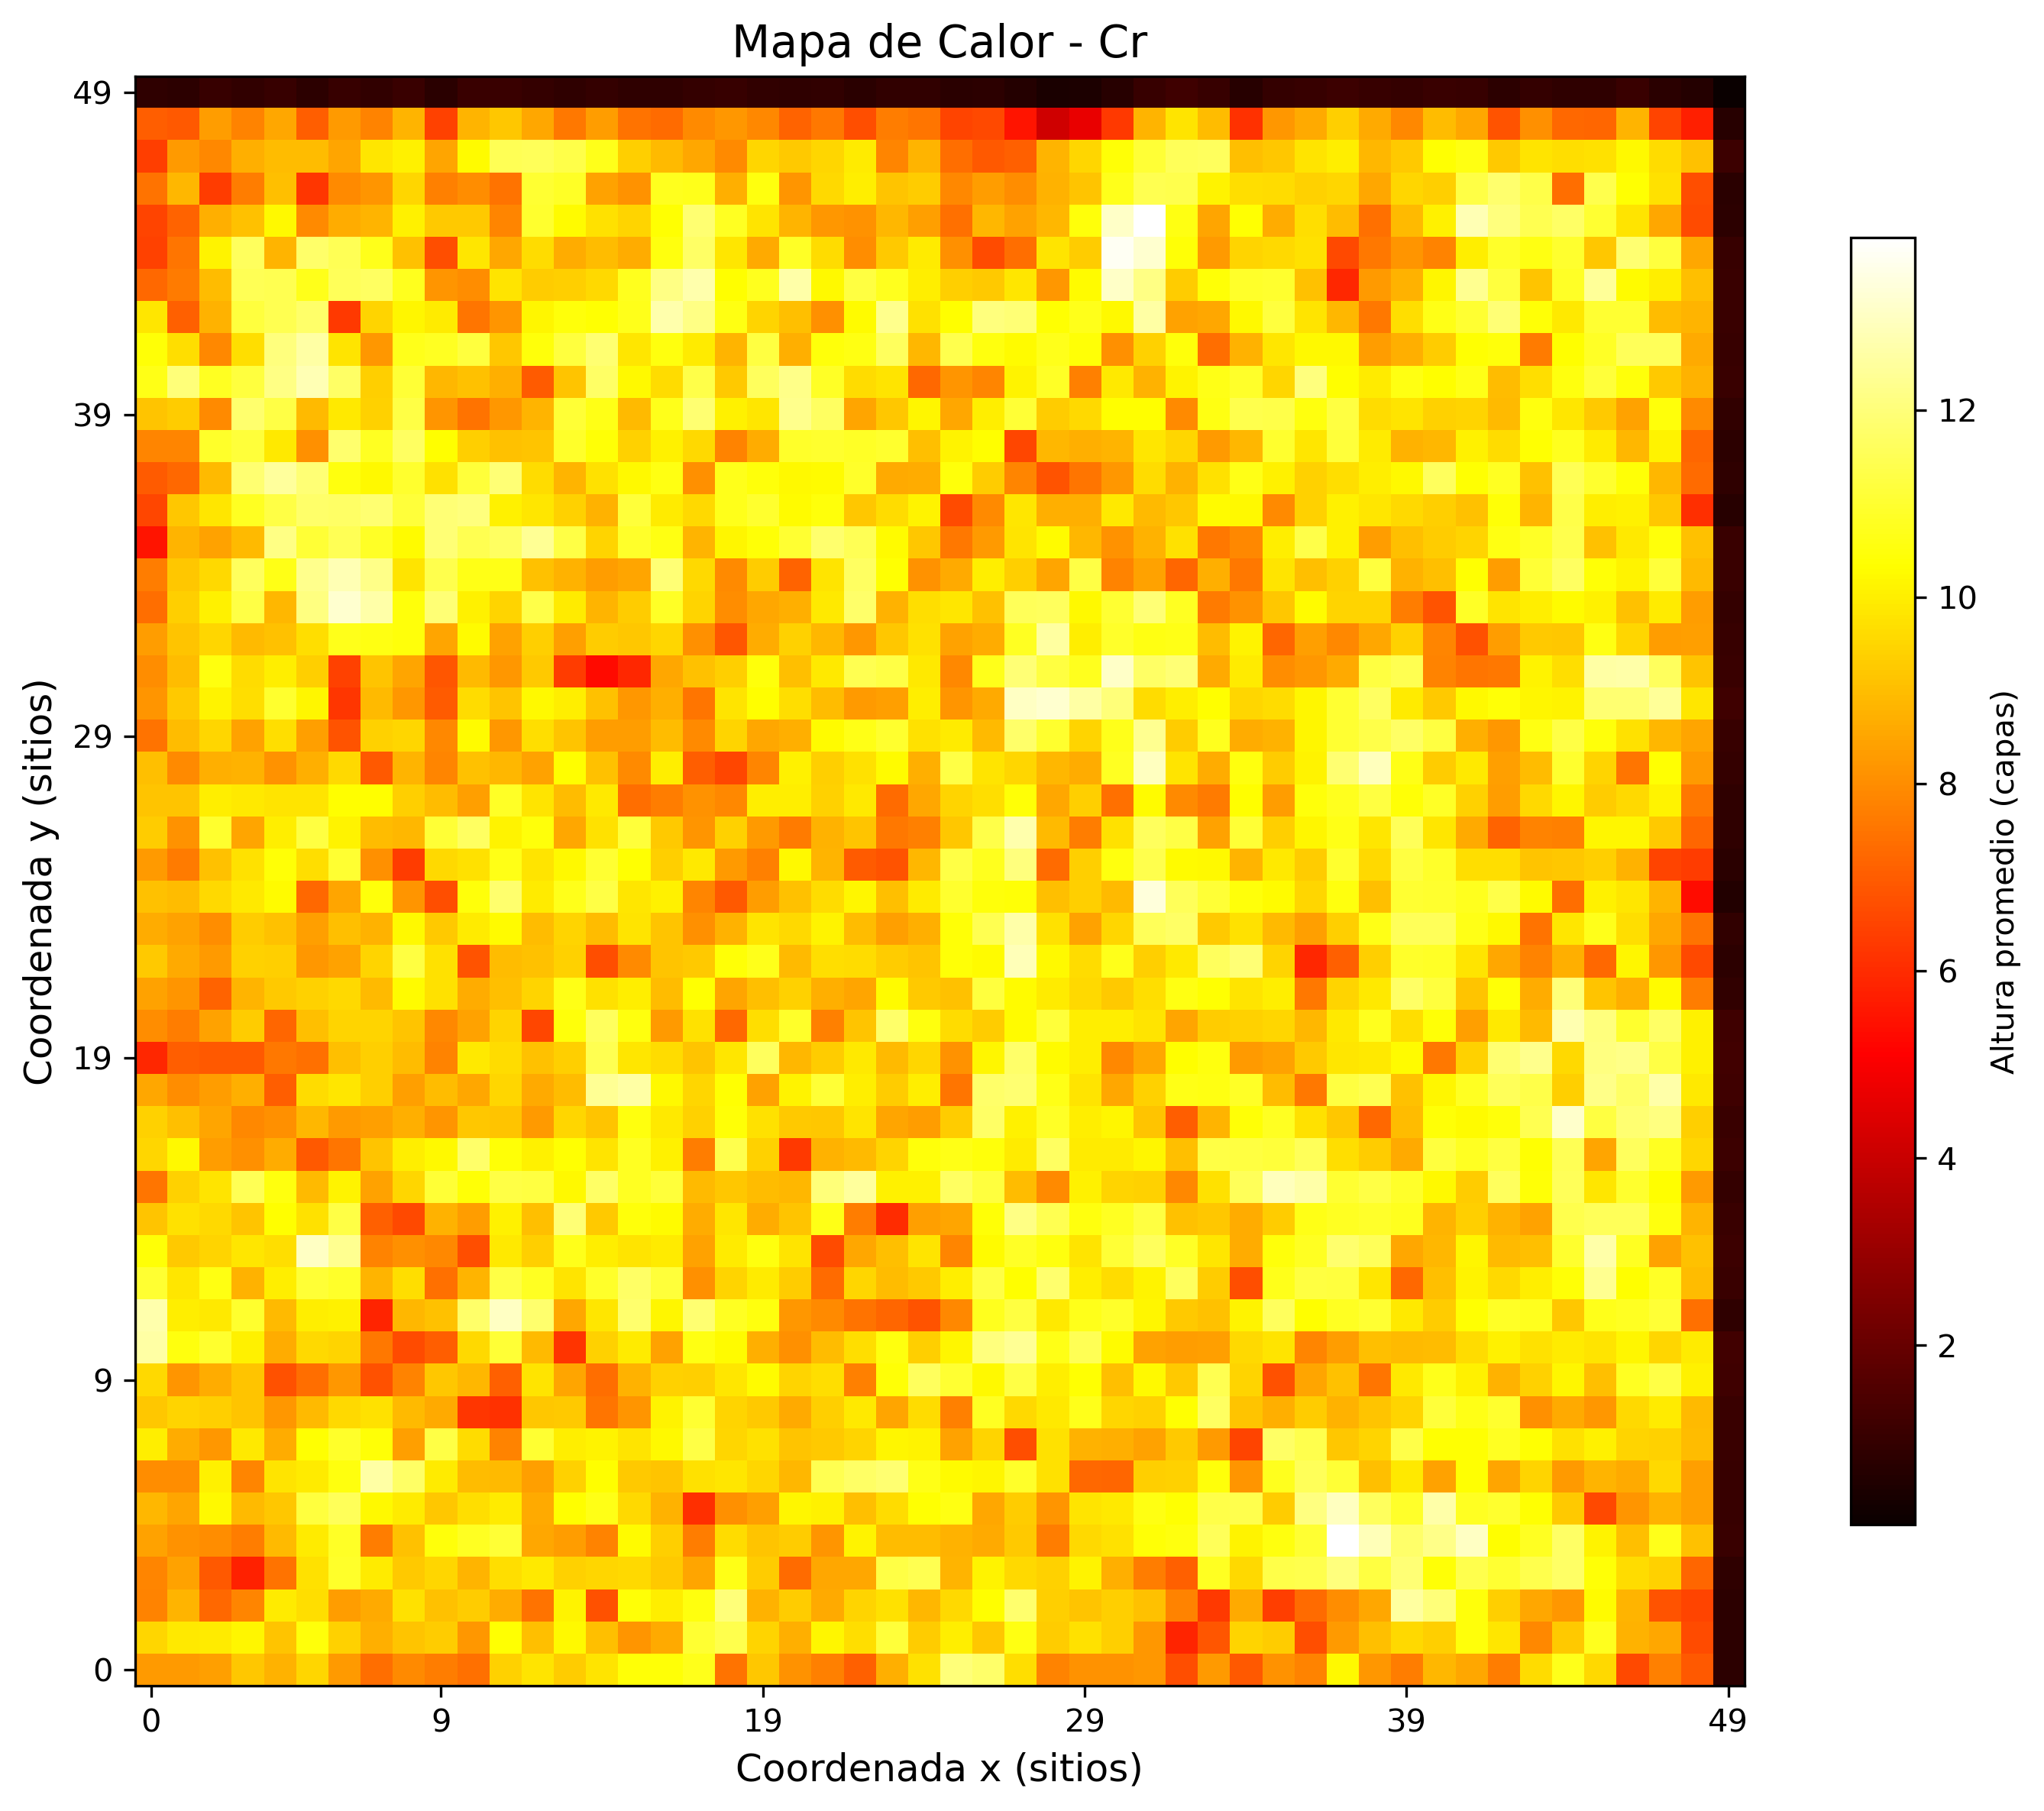 Mapa de Calor - Cr
49
39
29
19
9
0
Coordenada y (sitios)
0 9 19 29 39 49
Coordenada x (sitios)
12
10
8
6
4
2
Altura promedio (capas)